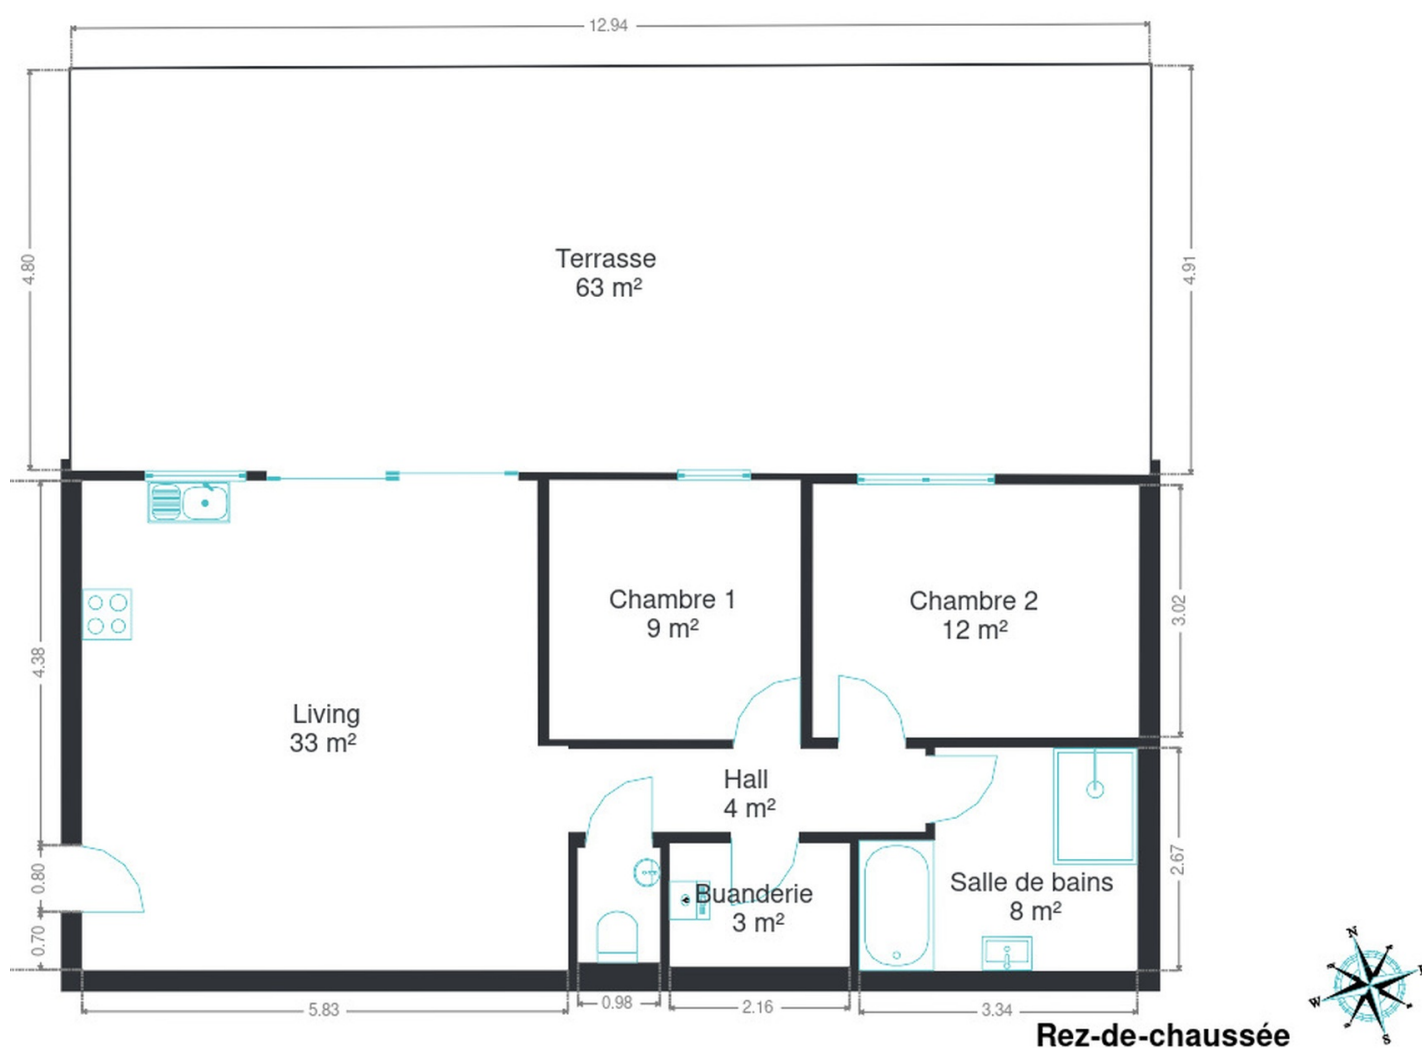 12.94
4.80
4.91
Terrasse
63 m²
Chambre 1
9 m²
Chambre 2
12 m²
3.02
4.38
Living
33 m²
Hall
4 m²
2.67
0.80
Buanderie
3 m²
Salle de bains
8 m²
0.70
N
W
S
5.83
0.98
2.16
3.34
Rez-de-chaussée